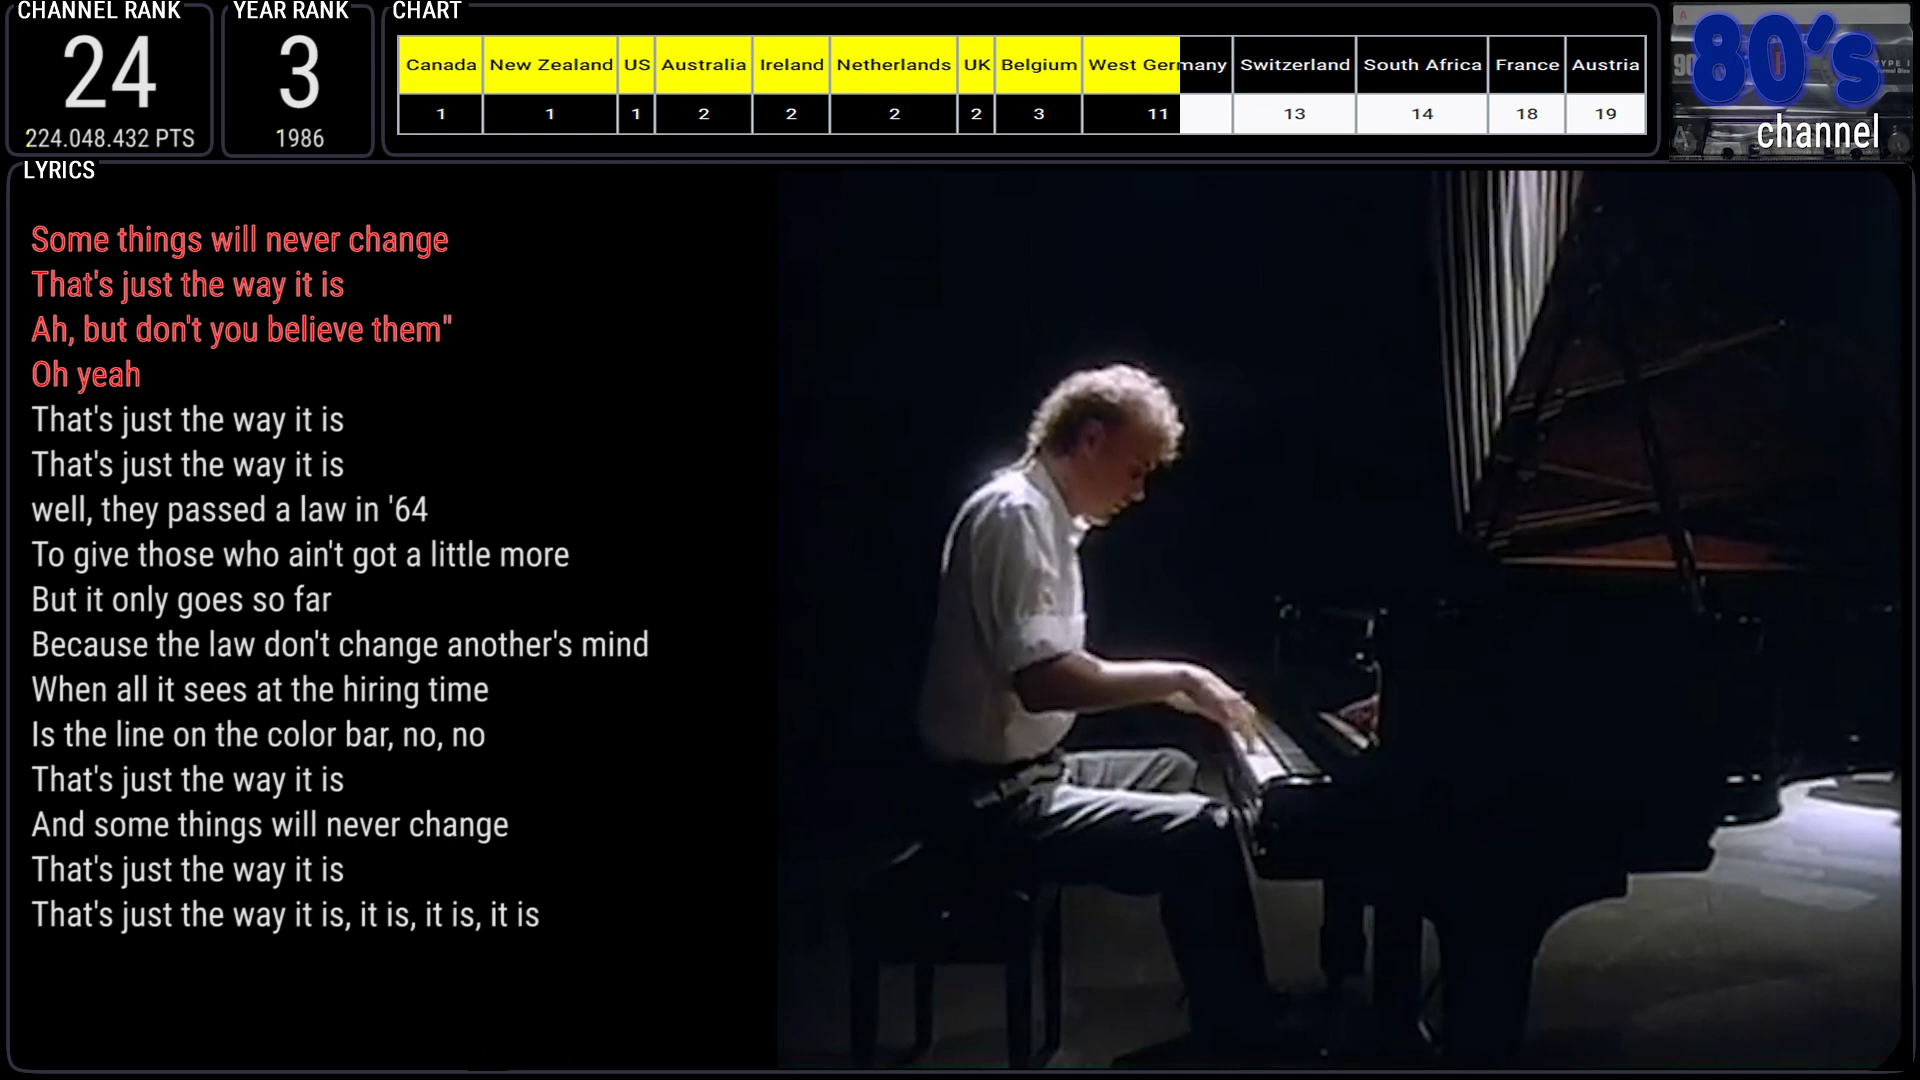 CHANNEL RANK
24
224.048.432 PTS
YEAR RANK
3
1986
CHART
Canada New Zealand US Australia Ireland Netherlands UK Belgium West Germany Switzerland South Africa France Austria
1 1 1 2 2 2 2 3 11 13 14 18 19
80's
channel
A
90
TYPE I
LYRICS
Some things will never change
That's just the way it is
Ah, but don't you believe them"
Oh yeah
That's just the way it is
That's just the way it is
well, they passed a law in '64
To give those who ain't got a little more
But it only goes so far
Because the law don't change another's mind
When all it sees at the hiring time
Is the line on the color bar, no, no
That's just the way it is
And some things will never change
That's just the way it is
That's just the way it is, it is, it is, it is